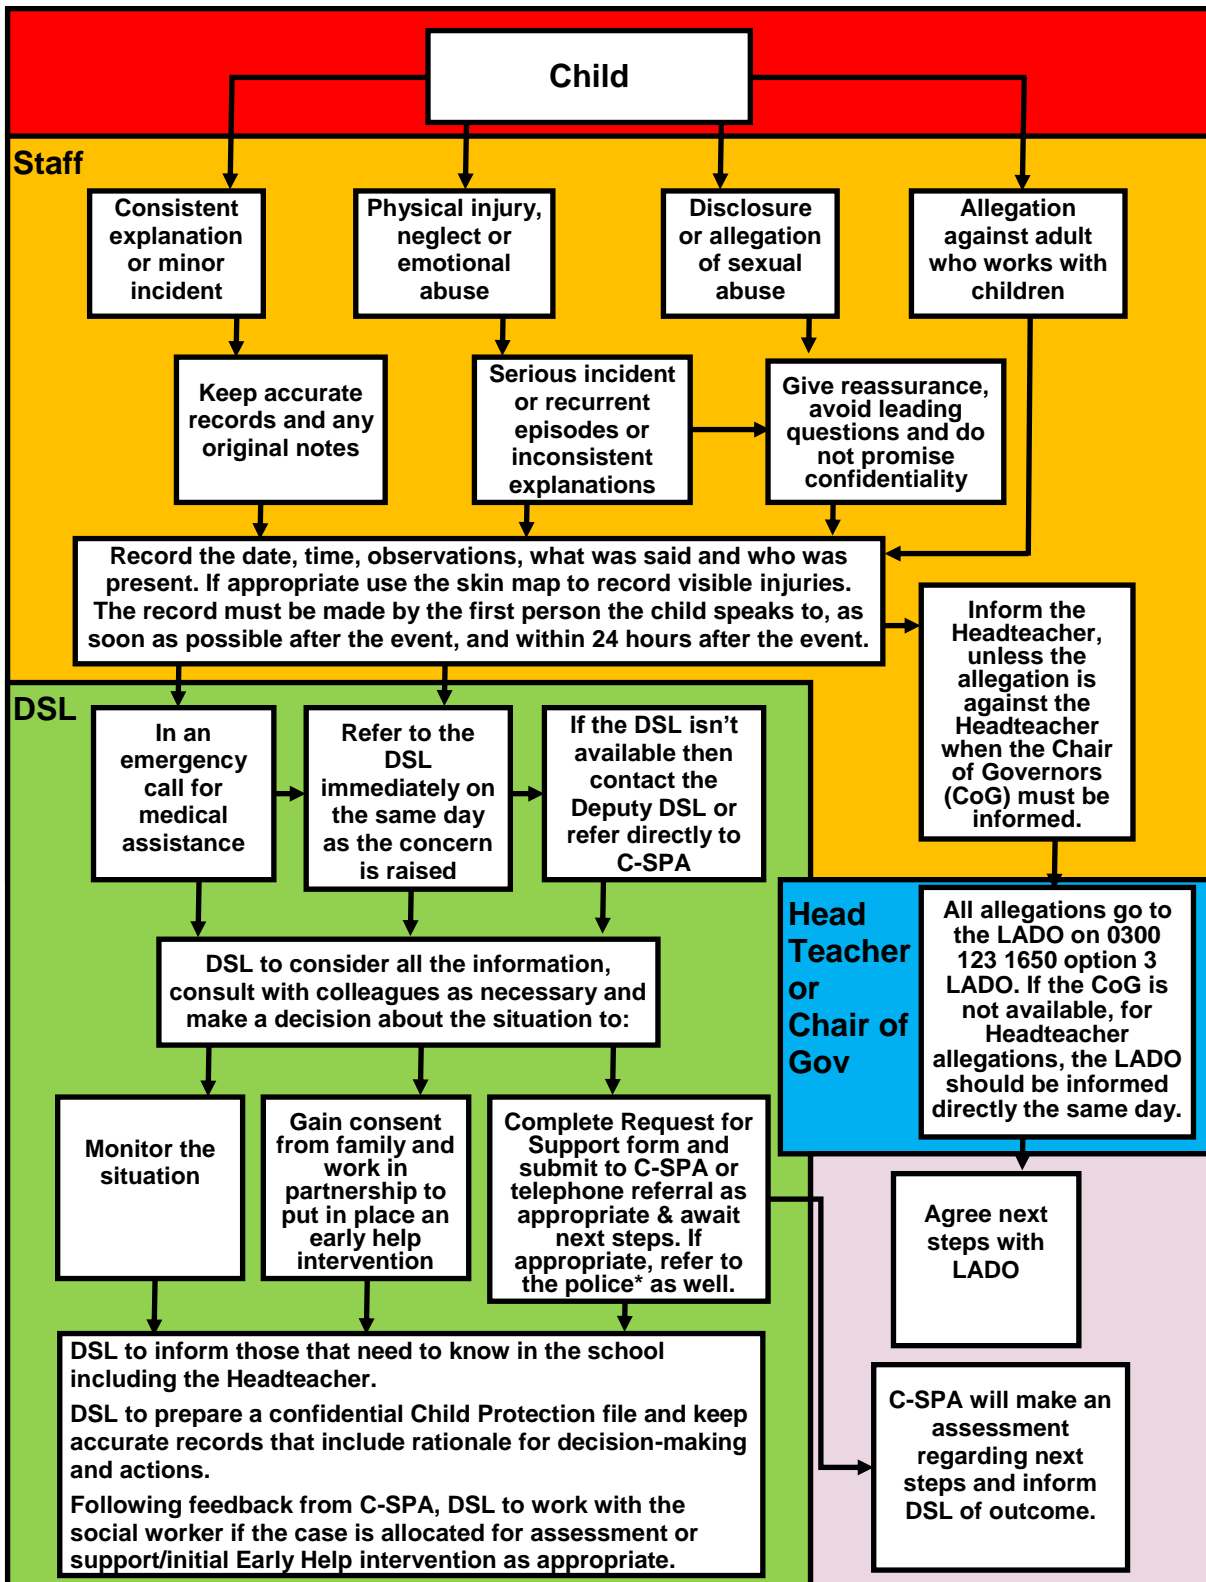 Child
Staff
Consistent
explanation
or minor
incident
Physical injury,
neglect or
emotional
abuse
Disclosure
or allegation
of sexual
abuse
Allegation
against adult
who works with
children
Keep accurate
records and any
original notes
Serious incident
or recurrent
episodes or
inconsistent
explanations
Give reassurance,
avoid leading
questions and do
not promise
confidentiality
Record the date, time, observations, what was said and who was
present. If appropriate use the skin map to record visible injuries.
The record must be made by the first person the child speaks to, as
soon as possible after the event, and within 24 hours after the event.
Inform the
Headteacher,
unless the
allegation is
against the
Headteacher
when the Chair
of Governors
(CoG) must be
informed.
DSL
In an
emergency
call for
medical
assistance
Refer to the
DSL
immediately on
the same day
as the concern
is raised
If the DSL isn’t
available then
contact the
Deputy DSL or
refer directly to
C-SPA
Head
Teacher
or
Chair of
Gov
All allegations go to
the LADO on 0300
123 1650 option 3
LADO. If the CoG is
not available, for
Headteacher
allegations, the LADO
should be informed
directly the same day.
DSL to consider all the information,
consult with colleagues as necessary and
make a decision about the situation to:
Monitor the
situation
Gain consent
from family and
work in
partnership to
put in place an
early help
intervention
Complete Request for
Support form and
submit to C-SPA or
telephone referral as
appropriate & await
next steps. If
appropriate, refer to
the police* as well.
Agree next
steps with
LADO
DSL to inform those that need to know in the school
including the Headteacher.
DSL to prepare a confidential Child Protection file and keep
accurate records that include rationale for decision-making
and actions.
Following feedback from C-SPA, DSL to work with the
social worker if the case is allocated for assessment or
support/initial Early Help intervention as appropriate.
C-SPA will make an
assessment
regarding next
steps and inform
DSL of outcome.